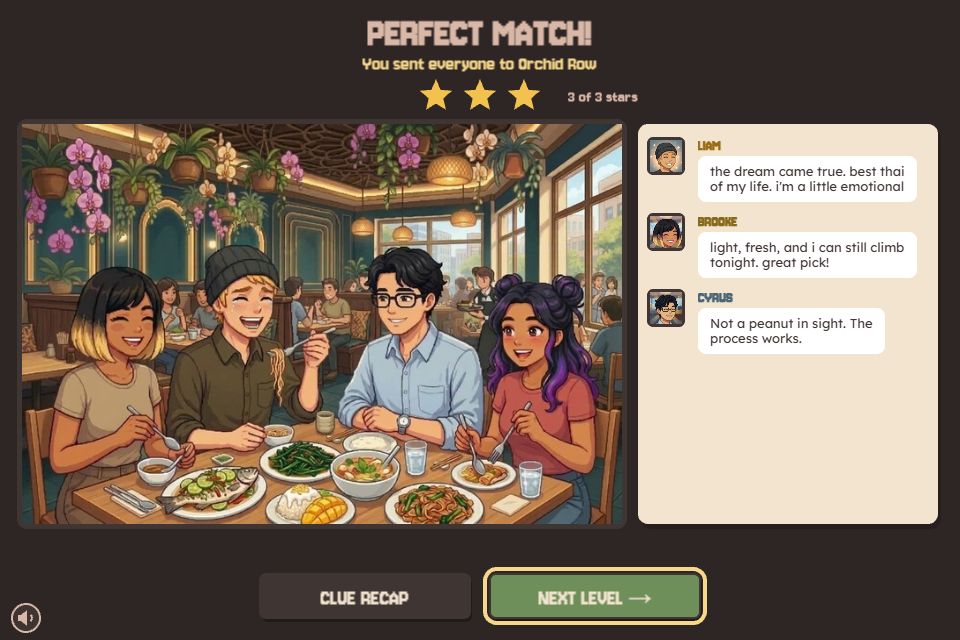 PERFECT MATCH!
You sent everyone to Orchid Row
3 of 3 stars
LIAM
the dream came true. best thai
of my life. i'm a little emotional
BROOKE
light, fresh, and i can still climb
tonight. great pick!
CYRUS
Not a peanut in sight. The
process works.
CLUE RECAP
NEXT LEVEL →